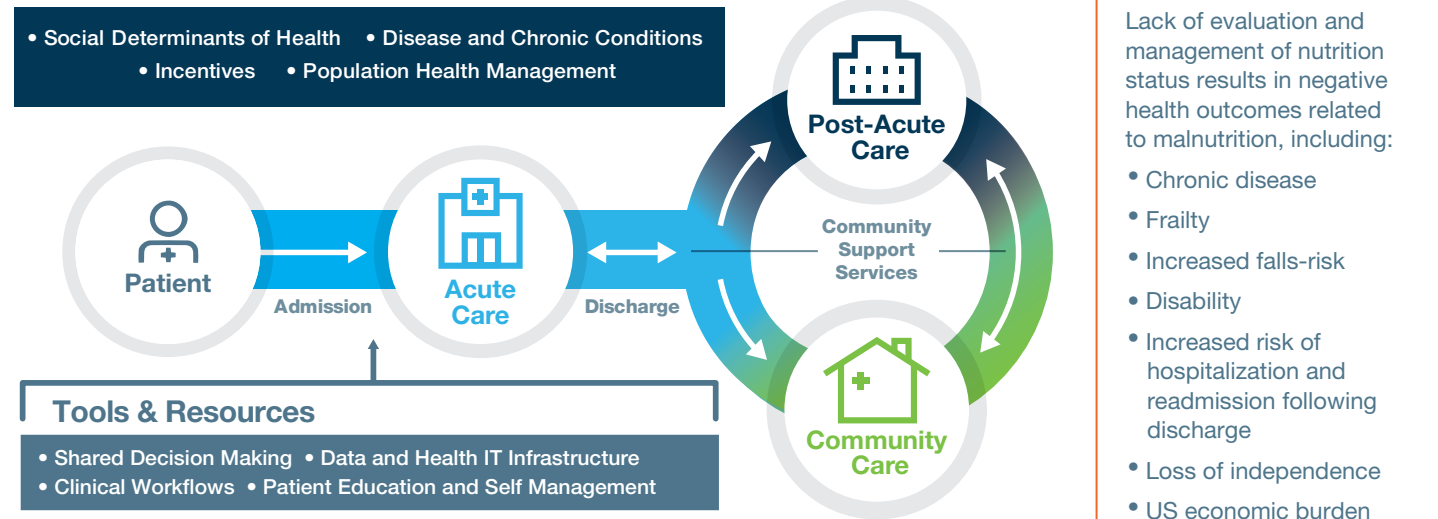 • Social Determinants of Health • Disease and Chronic Conditions
• Incentives • Population Health Management
Patient
Admission
Acute
Care
Discharge
Post-Acute
Care
Community
Support
Services
Community
Care
Tools & Resources
• Shared Decision Making • Data and Health IT Infrastructure
• Clinical Workflows • Patient Education and Self Management
Lack of evaluation and
management of nutrition
status results in negative
health outcomes related
to malnutrition, including:
• Chronic disease
• Frailty
• Increased falls-risk
• Disability
• Increased risk of
hospitalization and
readmission following
discharge
• Loss of independence
• US economic burden